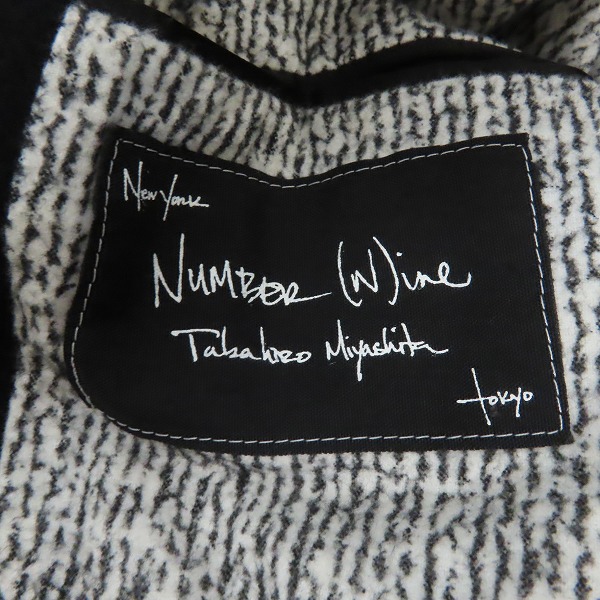 New York
NUMBER (N)ine
Takahiro Miyashita
tokyo